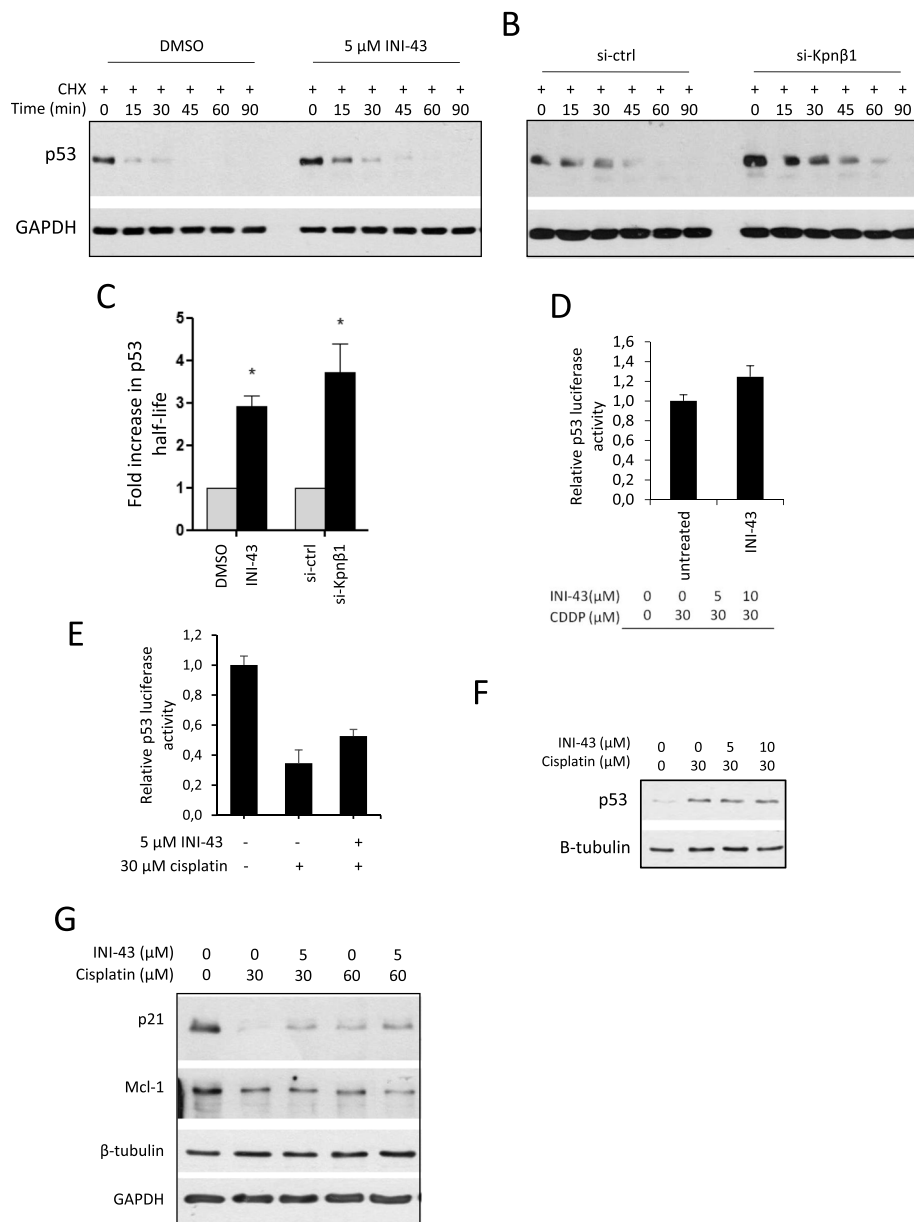 DMSO
5 µM INI-43
CHX + + + + + + + + + + + +
Time (min) 0 15 30 45 60 90 0 15 30 45 60 90
p53
GAPDH
B
si-ctrl
si-Kpnβ1
+ + + + + + + + + + + +
0 15 30 45 60 90 0 15 30 45 60 90
C
Fold increase in p53
half-life
5
4
3
2
1
0
*
*
DMSO
INI-43
si-ctrl
si-Kpnβ1
D
Relative p53 luciferase
activity
1,6
1,4
1,2
1,0
0,8
0,6
0,4
0,2
0,0
untreated
INI-43
INI-43(µM) 0 0 5 10
CDDP (µM) 0 30 30 30
E
Relative p53 luciferase
activity
1,2
1,0
0,8
0,6
0,4
0,2
0,0
5 µM INI-43 - - +
30 µM cisplatin - + +
F
INI-43 (µM) 0 0 5 10
Cisplatin (µM) 0 30 30 30
p53
B-tubulin
G
INI-43 (µM) 0 0 5 0 5
Cisplatin (µM) 0 30 30 60 60
p21
Mcl-1
β-tubulin
GAPDH